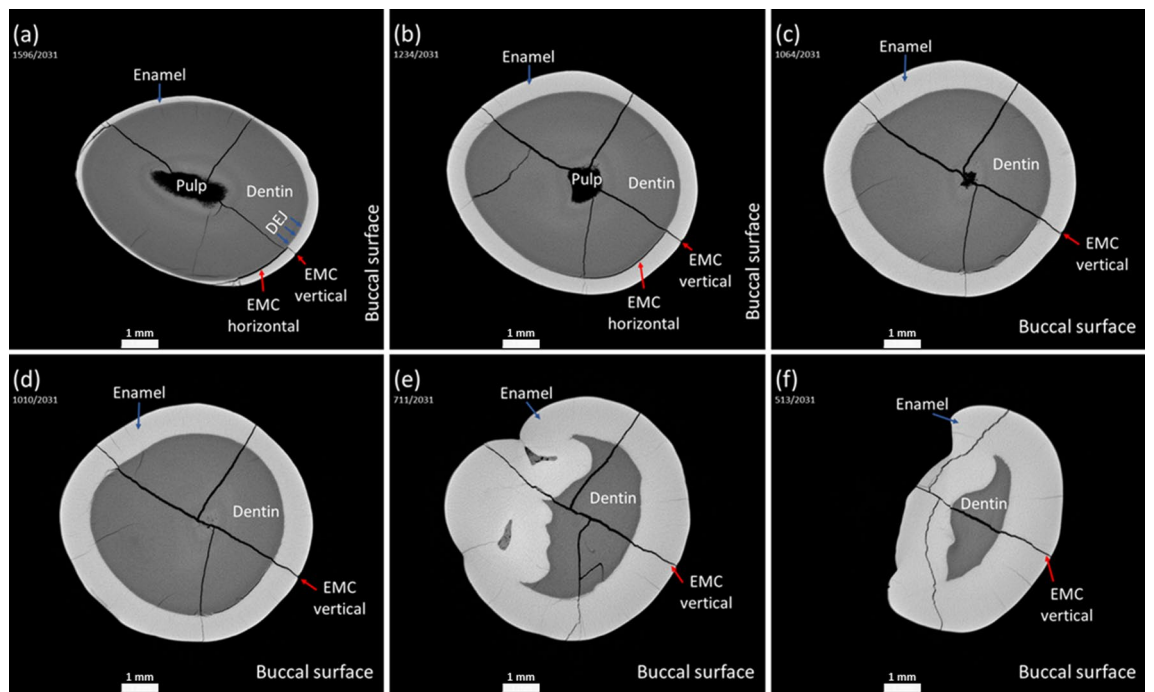 (a)
1596/2031
Enamel
Pulp
Dentin
DEJ
EMC
vertical
EMC
horizontal
Buccal surface
1 mm
(b)
1234/2031
Enamel
Pulp
Dentin
EMC
vertical
EMC
horizontal
Buccal surface
1 mm
(c)
1064/2031
Enamel
Dentin
EMC
vertical
Buccal surface
1 mm
(d)
1010/2031
Enamel
Dentin
EMC
vertical
Buccal surface
1 mm
(e)
711/2031
Enamel
Dentin
EMC
vertical
Buccal surface
1 mm
(f)
513/2031
Enamel
Dentin
EMC
vertical
Buccal surface
1 mm